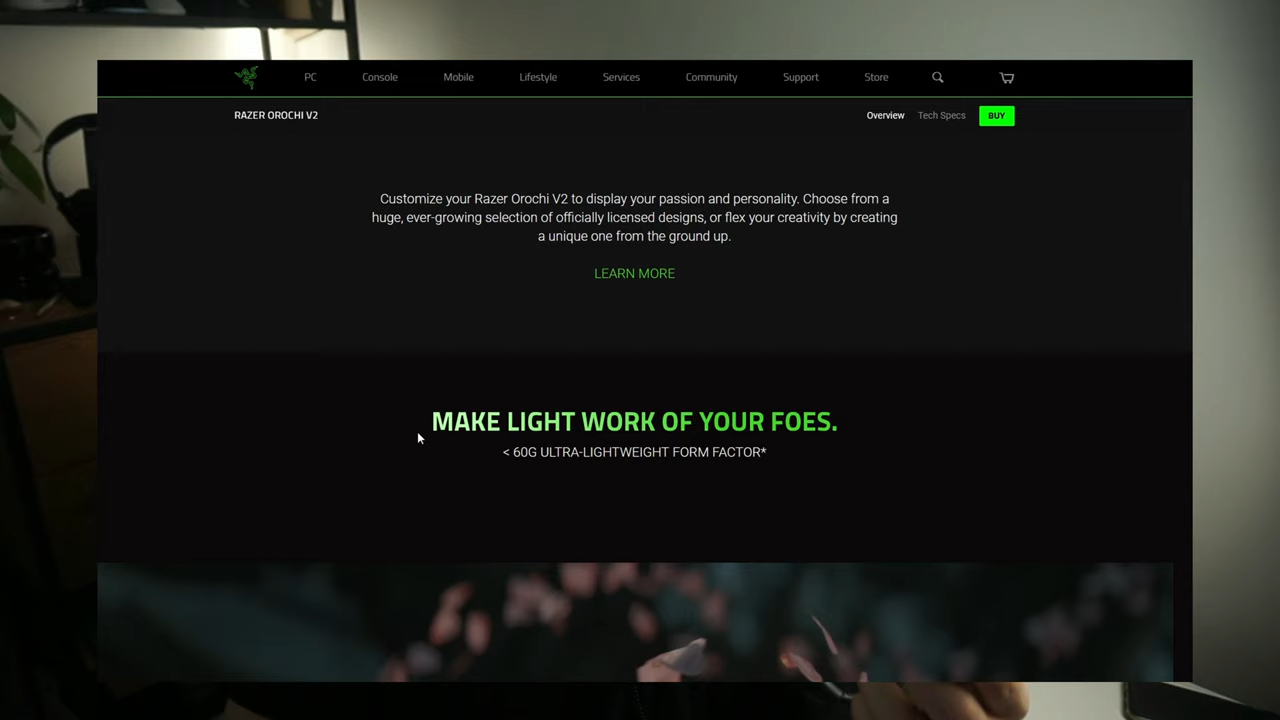 PC Console Mobile Lifestyle Services Community Support Store
RAZER OROCHI V2
Overview Tech Specs BUY
Customize your Razer Orochi V2 to display your passion and personality. Choose from a
huge, ever-growing selection of officially licensed designs, or flex your creativity by creating
a unique one from the ground up.
LEARN MORE
MAKE LIGHT WORK OF YOUR FOES.
< 60G ULTRA-LIGHTWEIGHT FORM FACTOR*